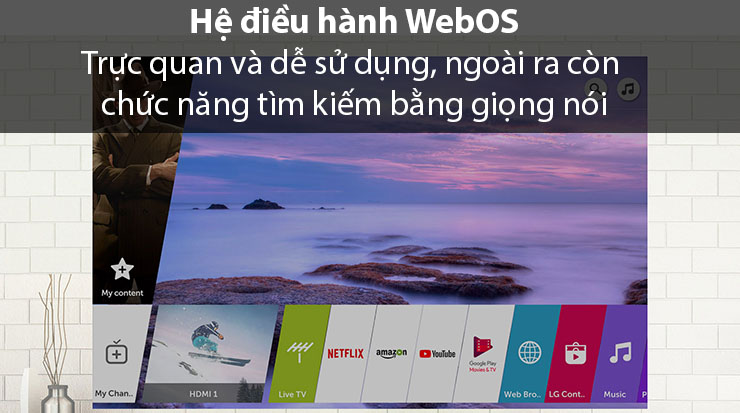 Hệ điều hành WebOS
Trực quan và dễ sử dụng, ngoài ra còn
chức năng tìm kiếm bằng giọng nói
My content
My Chan..
HDMI 1
Live TV
NETFLIX
amazon
YouTube
Google Play
Movies & TV
Web Bro..
LG Cont..
Music
P